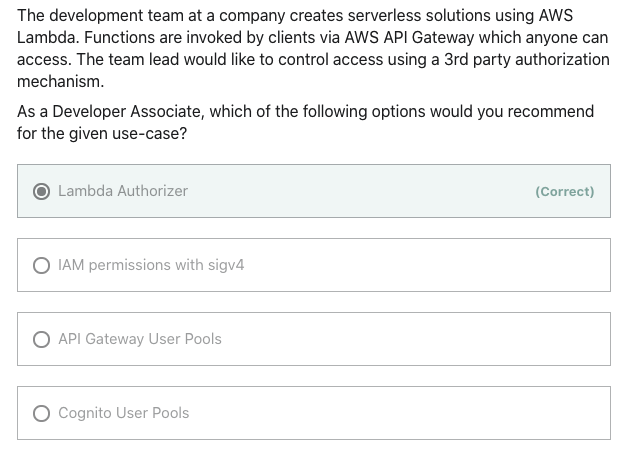 The development team at a company creates serverless solutions using AWS
Lambda. Functions are invoked by clients via AWS API Gateway which anyone can
access. The team lead would like to control access using a 3rd party authorization
mechanism.
As a Developer Associate, which of the following options would you recommend
for the given use-case?
Lambda Authorizer (Correct)
IAM permissions with sigv4
API Gateway User Pools
Cognito User Pools